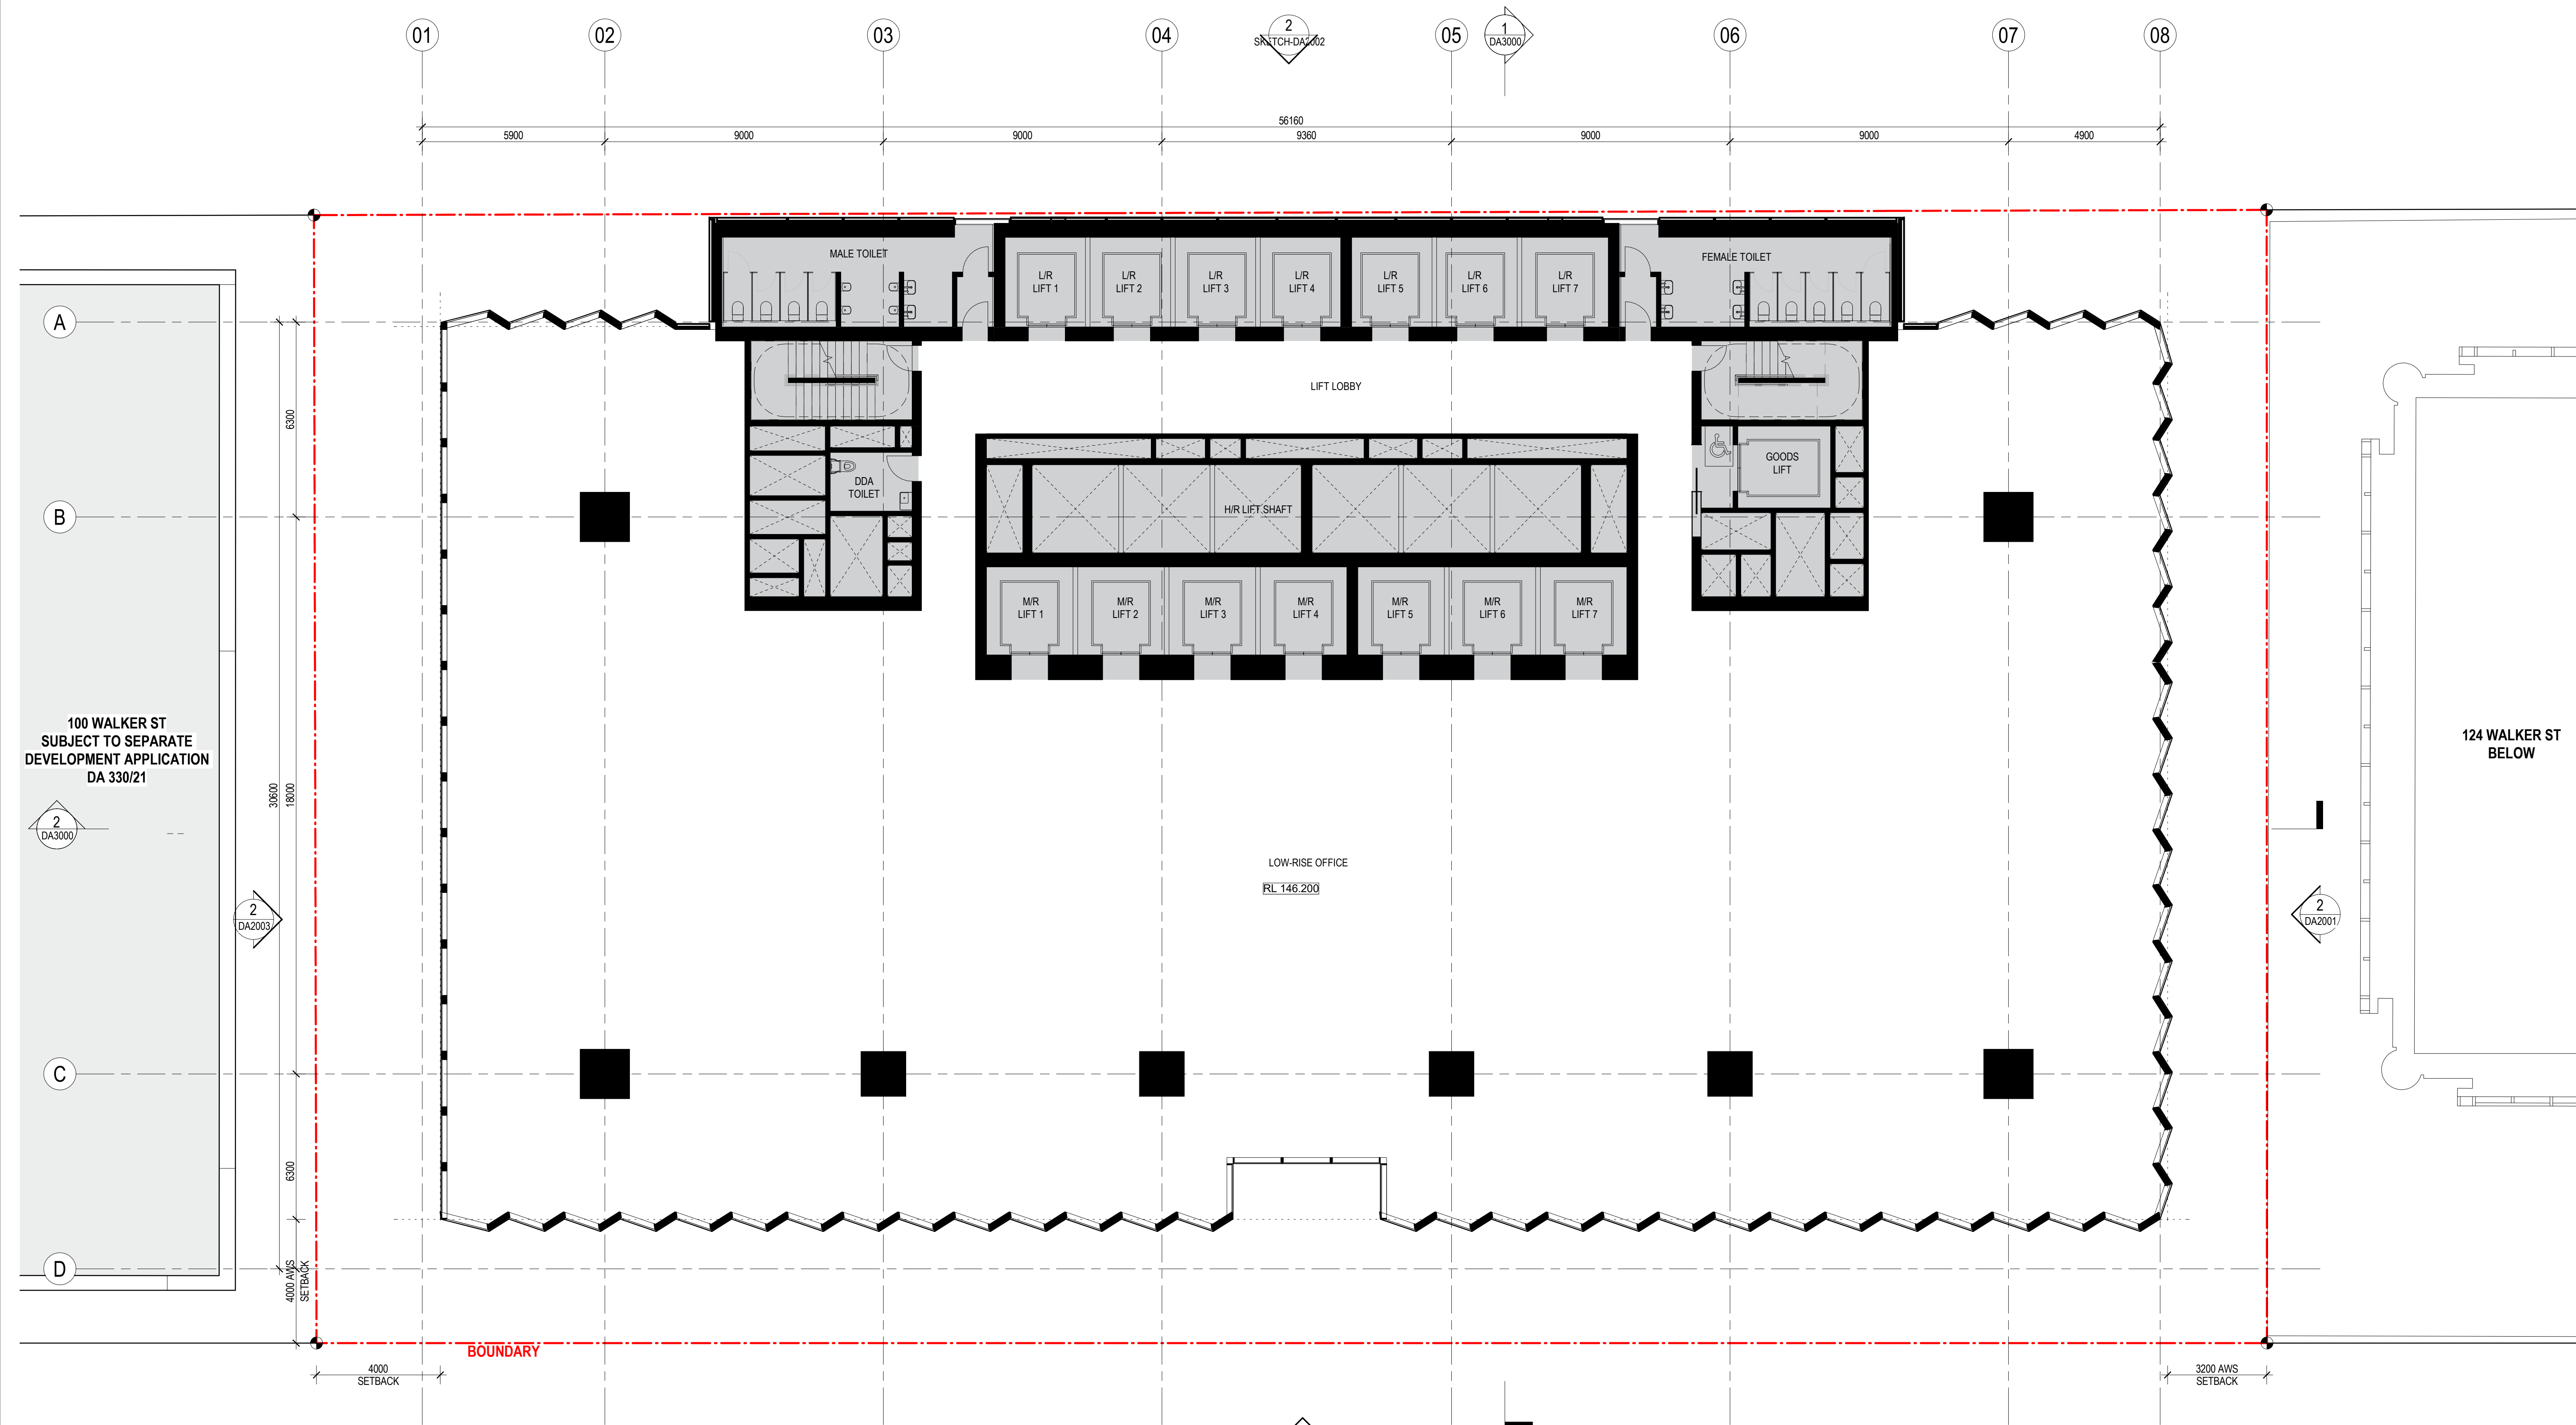 01
02
03
04
2
SKETCH-DA2002
05
1
DA3000
06
07
08
56160
5900
9000
9000
9360
9000
9000
4900
MALE TOILET
FEMALE TOILET
L/R
LIFT 1
L/R
LIFT 2
L/R
LIFT 3
L/R
LIFT 4
L/R
LIFT 5
L/R
LIFT 6
L/R
LIFT 7
A
LIFT LOBBY
6300
DDA
TOILET
GOODS
LIFT
B
H/R LIFT SHAFT
M/R
LIFT 1
M/R
LIFT 2
M/R
LIFT 3
M/R
LIFT 4
M/R
LIFT 5
M/R
LIFT 6
M/R
LIFT 7
100 WALKER ST
SUBJECT TO SEPARATE
DEVELOPMENT APPLICATION
DA 330/21
124 WALKER ST
BELOW
30600
18000
2
DA3000
LOW-RISE OFFICE
RL 146.200
2
DA2003
2
DA2001
C
6300
D
4000 AWS
SETBACK
BOUNDARY
4000
SETBACK
3200 AWS
SETBACK